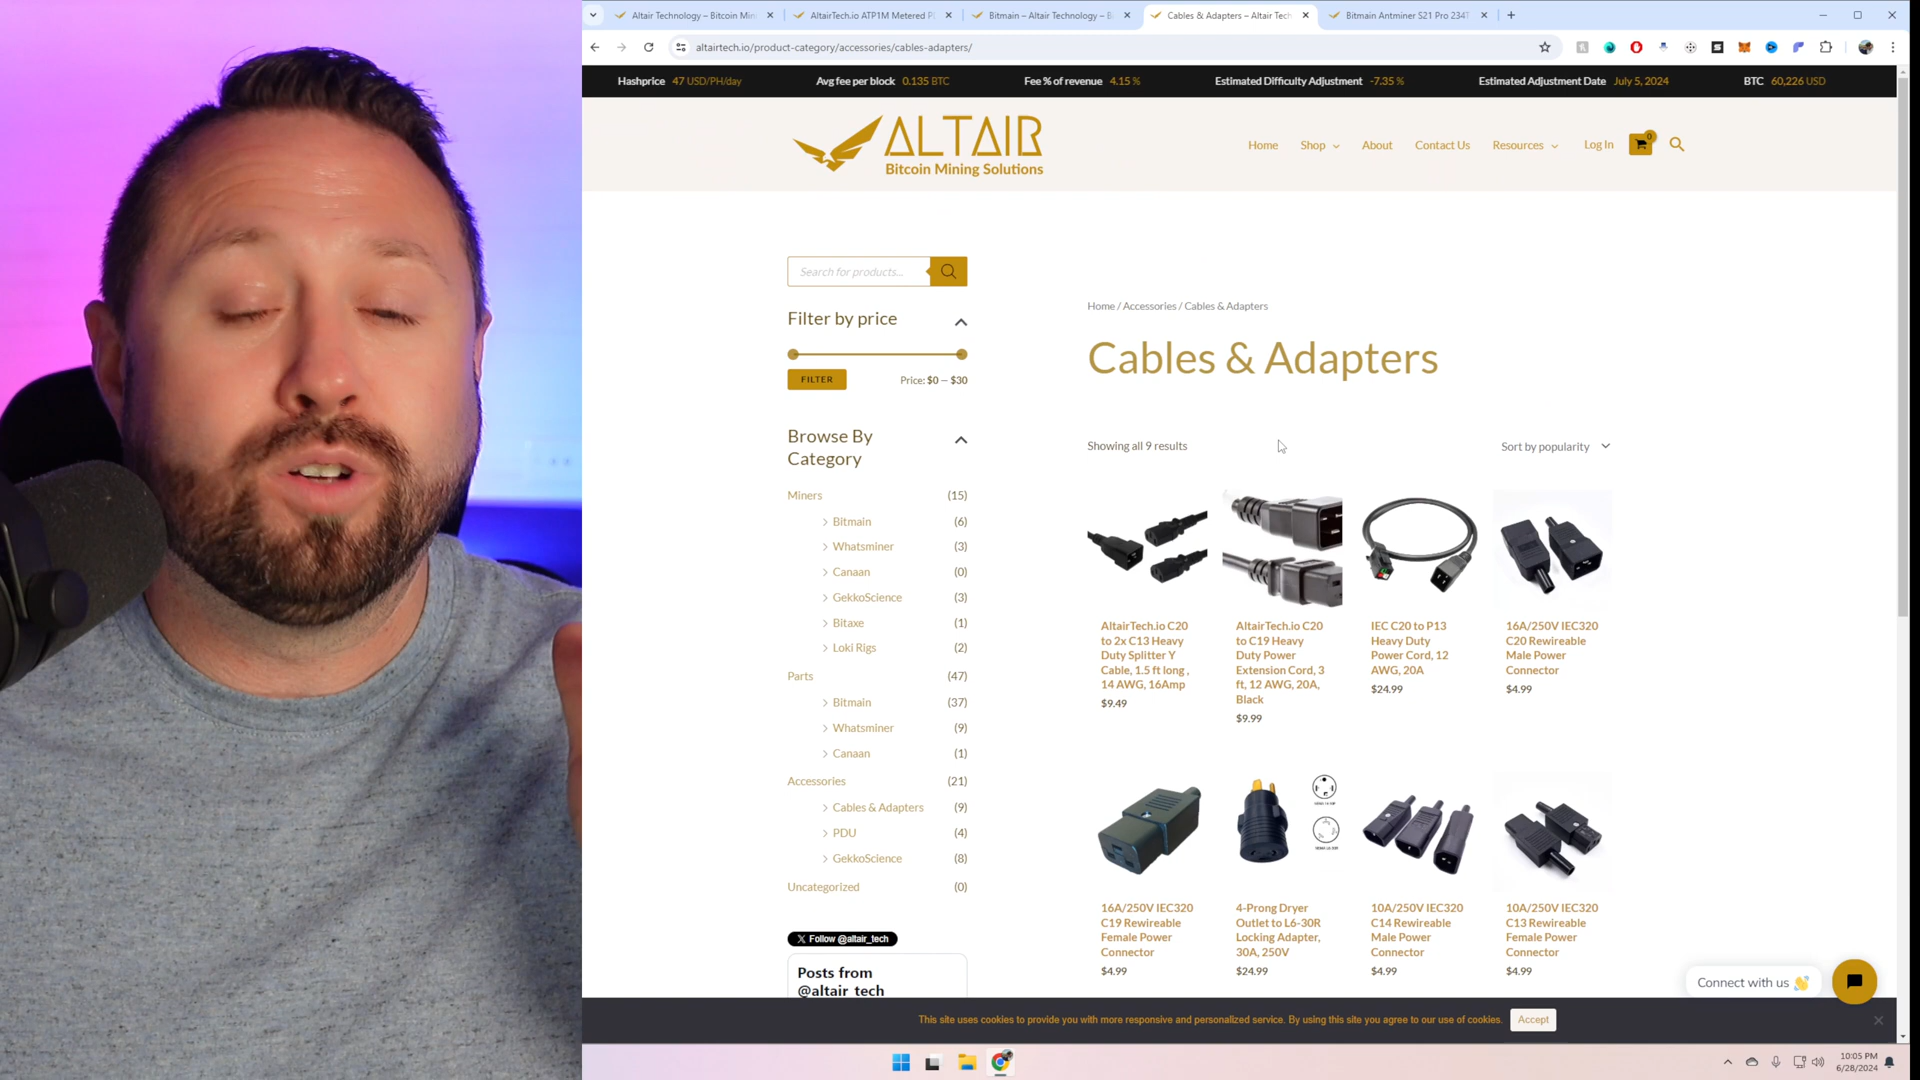 Altair Technology – Bitcoin Min
AltairTech.io ATP1M Metered P
Bitmain – Altair Technology – B
Cables & Adapters – Altair Tech
Bitmain Antminer S21 Pro 234T
altairtech.io/product-category/accessories/cables-adapters/
Hashprice 47 USD/PH/day
Avg fee per block 0.135 BTC
Fee % of revenue 4.15 %
Estimated Difficulty Adjustment -7.35 %
Estimated Adjustment Date July 5, 2024
BTC 60,226 USD
ALTAIR
Bitcoin Mining Solutions
Home
Shop
About
Contact Us
Resources
Log In
0
Search for products...
Filter by price
FILTER
Price: $0 — $30
Browse By
Category
Miners (15)
Bitmain (6)
Whatsminer (3)
Canaan (0)
GekkoScience (3)
Bitaxe (1)
Loki Rigs (2)
Parts (47)
Bitmain (37)
Whatsminer (9)
Canaan (1)
Accessories (21)
Cables & Adapters (9)
PDU (4)
GekkoScience (8)
Uncategorized (0)
Follow @altair_tech
Posts from
@altair_tech
Home / Accessories / Cables & Adapters
Cables & Adapters
Showing all 9 results
Sort by popularity
AltairTech.io C20
to 2x C13 Heavy
Duty Splitter Y
Cable, 1.5 ft long ,
14 AWG, 16Amp
$9.49
AltairTech.io C20
to C19 Heavy
Duty Power
Extension Cord, 3
ft, 12 AWG, 20A,
Black
$9.99
IEC C20 to P13
Heavy Duty
Power Cord, 12
AWG, 20A
$24.99
16A/250V IEC320
C20 Rewireable
Male Power
Connector
$4.99
16A/250V IEC320
C19 Rewireable
Female Power
Connector
$4.99
4-Prong Dryer
Outlet to L6-30R
Locking Adapter,
30A, 250V
$24.99
10A/250V IEC320
C14 Rewireable
Male Power
Connector
$4.99
10A/250V IEC320
C13 Rewireable
Female Power
Connector
$4.99
Connect with us 👋
This site uses cookies to provide you with more responsive and personalized service. By using this site you agree to our use of cookies.
Accept
10:05 PM
6/28/2024